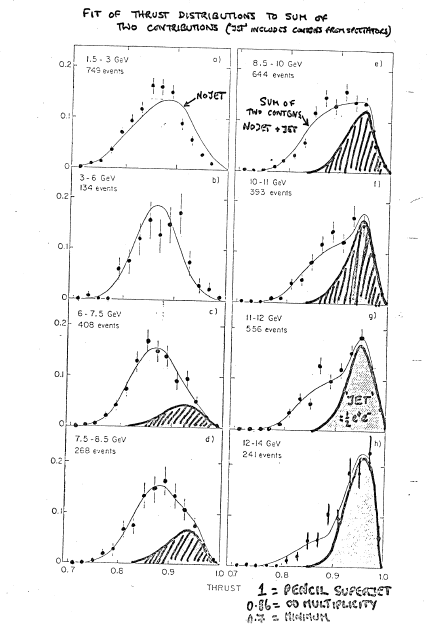 FIT OF THRUST DISTRIBUTIONS TO SUM OF
TWO CONTRIBUTIONS ("JET" INCLUDES CONTGNS FROM SPECTATORS)
1.5 - 3 GeV
749 events
a)
NO JET
0.2
0.1
0
8.5 - 10 GeV
644 events
e)
SUM OF
TWO CONTGNS
NOJET + JET
3-6 GeV
134 events
b)
0.2
0.1
0
10-11 GeV
393 events
f)
6 - 7.5 GeV
408 events
c)
0.2
0.1
0
11-12 GeV
556 events
g)
"JET"
7.5 - 8.5 GeV
268 events
d)
0.2
0.1
0
12-14 GeV
241 events
h)
0.7 0.8 0.9 1.0 0.7 0.8 0.9 1.0
THRUST
1 = PENCIL SUPERJET
0.86 = MULTIPLICITY
= MINIMUM